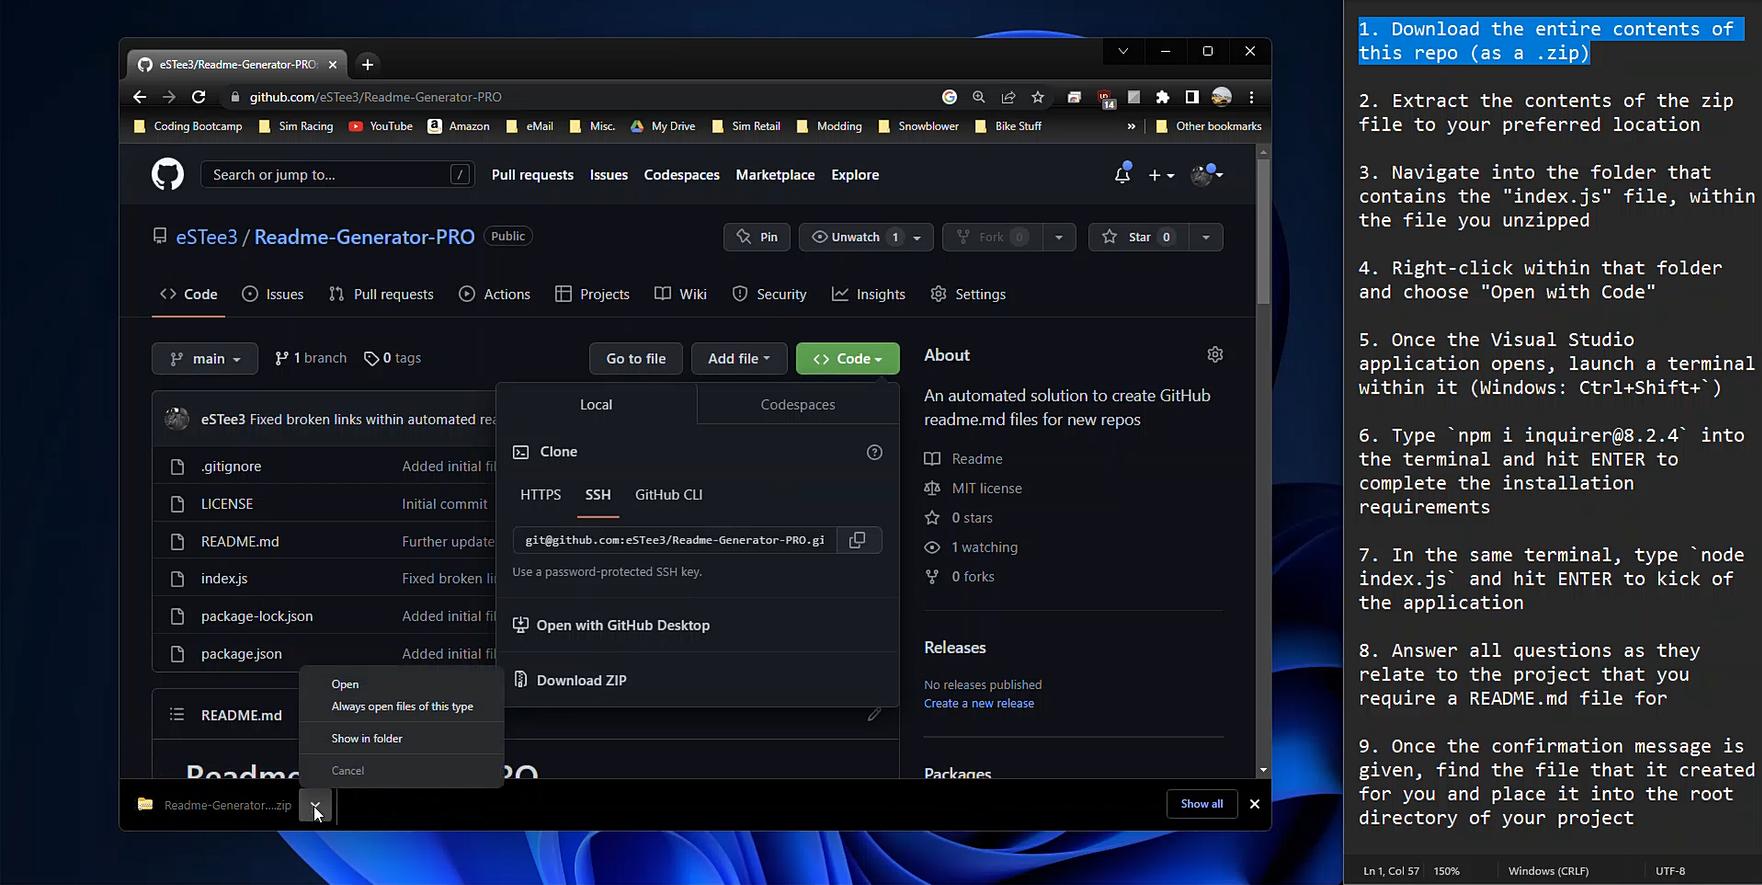 eSTee3/Readme-Generator-PRO
github.com/eSTee3/Readme-Generator-PRO
14
Coding Bootcamp Sim Racing YouTube Amazon eMail Misc. My Drive Sim Retail Modding Snowblower Bike Stuff » Other bookmarks
Search or jump to... / Pull requests Issues Codespaces Marketplace Explore
eSTee3 / Readme-Generator-PRO Public Pin Unwatch 1 Fork 0 Star 0
Code Issues Pull requests Actions Projects Wiki Security Insights Settings
main 1 branch 0 tags Go to file Add file Code
eSTee3 Fixed broken links within automated rea
.gitignore Added initial fil
LICENSE Initial commit
README.md Further update
index.js Fixed broken lin
package-lock.json Added initial fil
package.json Added initial fil
README.md
Local Codespaces
Clone
HTTPS SSH GitHub CLI
git@github.com:eSTee3/Readme-Generator-PRO.gi
Use a password-protected SSH key.
Open with GitHub Desktop
Download ZIP
About
An automated solution to create GitHub
readme.md files for new repos
Readme
MIT license
0 stars
1 watching
0 forks
Releases
No releases published
Create a new release
Packages
Open
Always open files of this type
Show in folder
Cancel
Readme-Generator....zip
Show all
1. Download the entire contents of
this repo (as a .zip)
2. Extract the contents of the zip
file to your preferred location
3. Navigate into the folder that
contains the "index.js" file, within
the file you unzipped
4. Right-click within that folder
and choose "Open with Code"
5. Once the Visual Studio
application opens, launch a terminal
within it (Windows: Ctrl+Shift+`)
6. Type `npm i inquirer@8.2.4` into
the terminal and hit ENTER to
complete the installation
requirements
7. In the same terminal, type `node
index.js` and hit ENTER to kick of
the application
8. Answer all questions as they
relate to the project that you
require a README.md file for
9. Once the confirmation message is
given, find the file that it created
for you and place it into the root
directory of your project
Ln 1, Col 57 150% Windows (CRLF) UTF-8